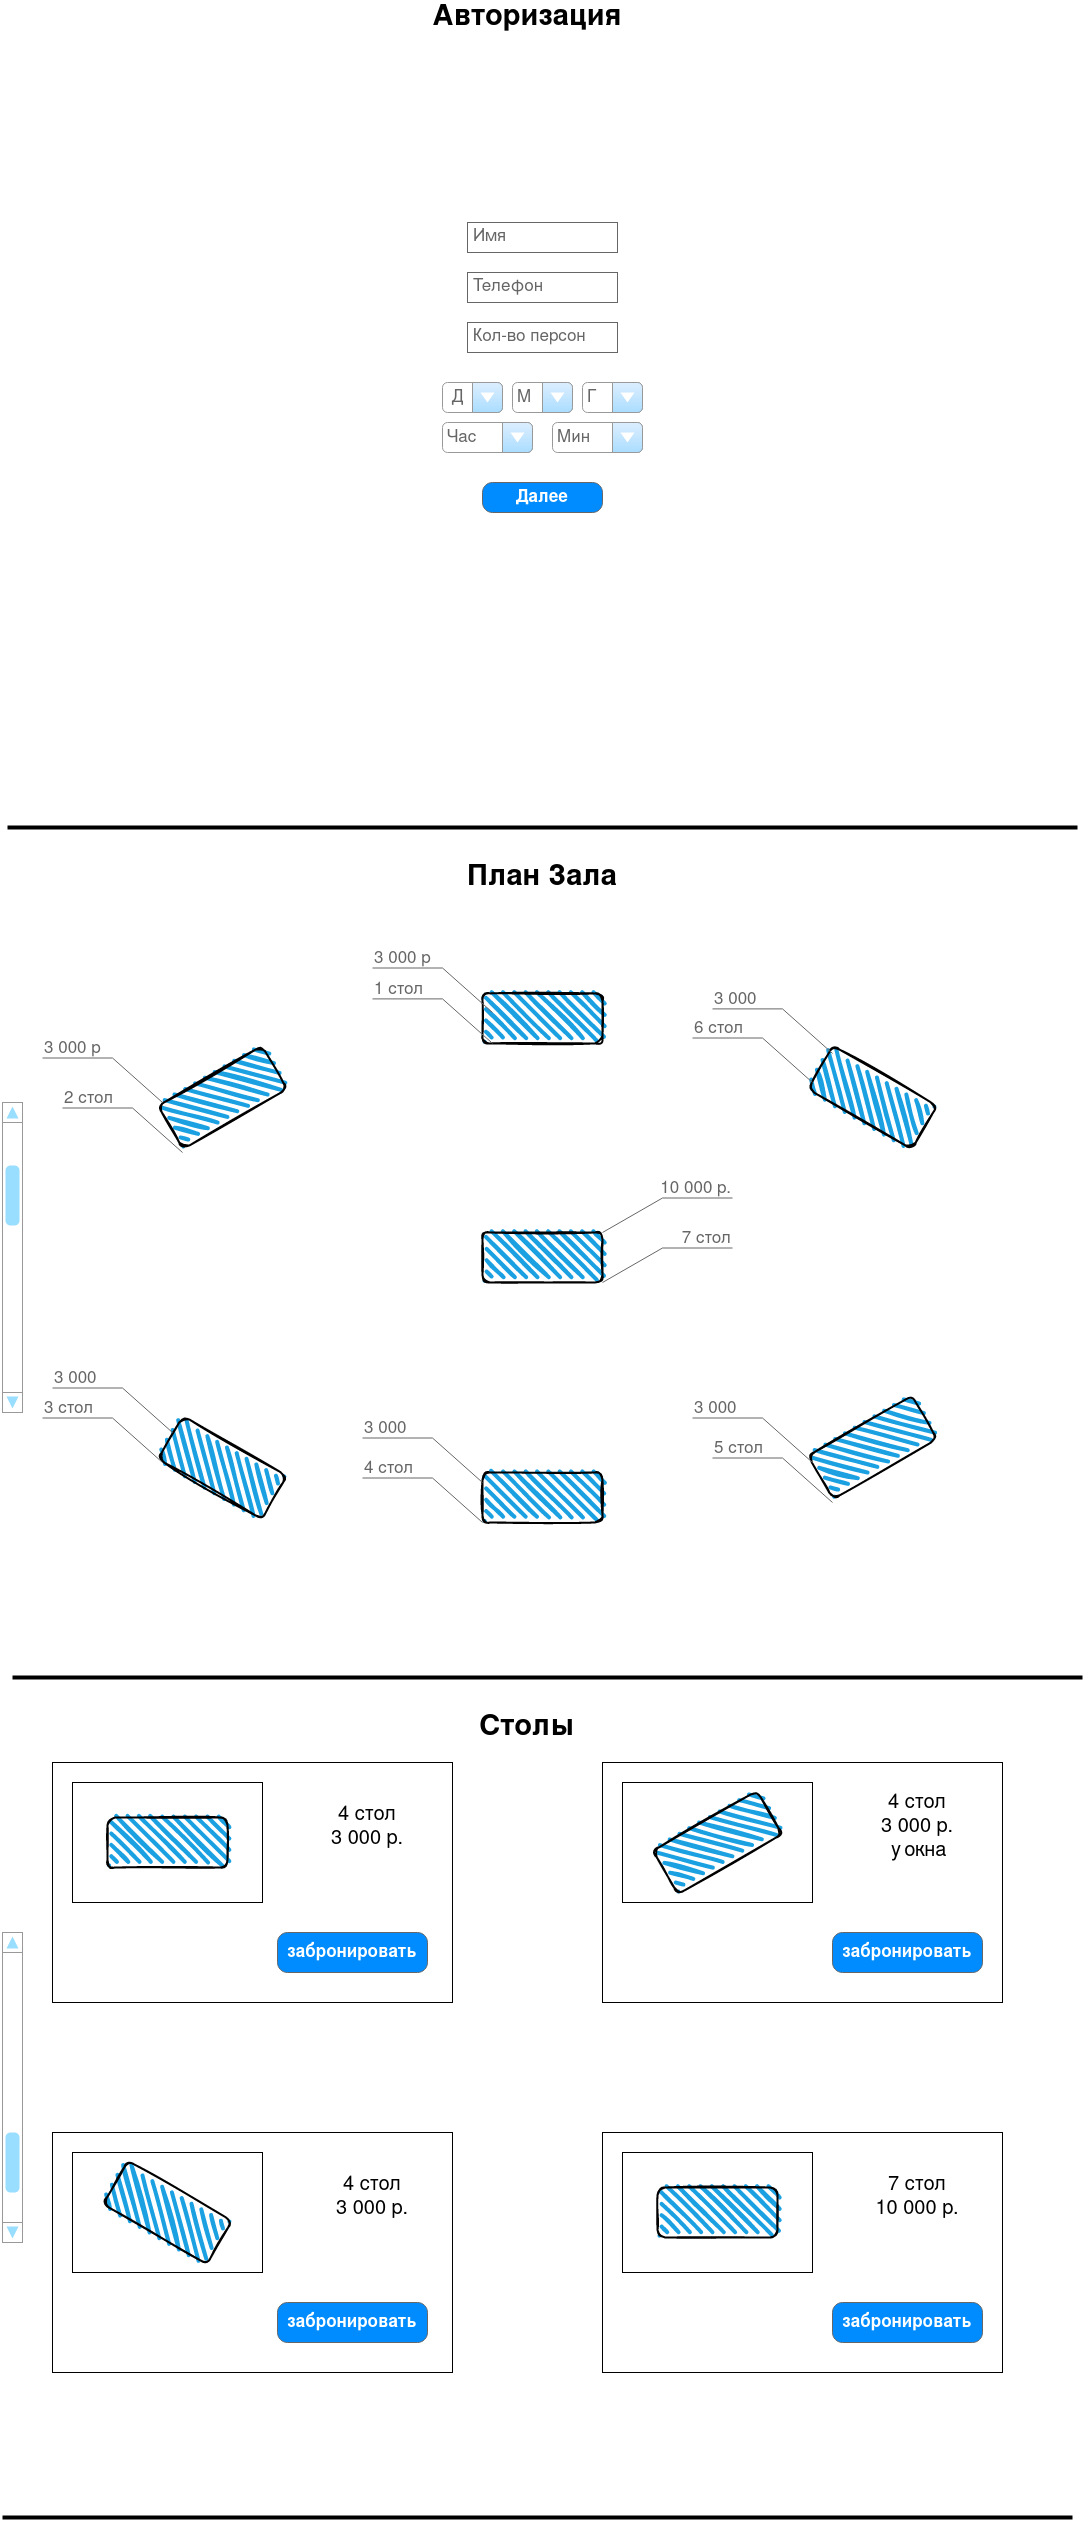 Авторизация
Имя
Телефон
Кол-во персон
Д М Г
Час Мин
Далее
План Зала
3 000 р
1 стол
3 000
6 стол
3 000 р
2 стол
10 000 р.
7 стол
3 000
3 стол
3 000
4 стол
3 000
5 стол
Столы
4 стол
3 000 р.
забронировать
4 стол
3 000 р.
у окна
забронировать
4 стол
3 000 р.
забронировать
7 стол
10 000 р.
забронировать